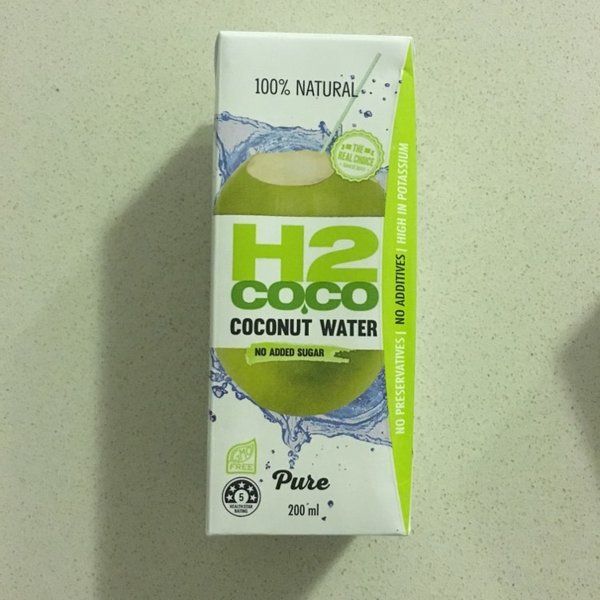 100% NATURAL
THE
REAL CHOICE
H2
COCO
COCONUT WATER
NO ADDED SUGAR
NO PRESERVATIVES | NO ADDITIVES | HIGH IN POTASSIUM
GMO
FREE
5
HEALTH STAR
RATING
Pure
200 ml